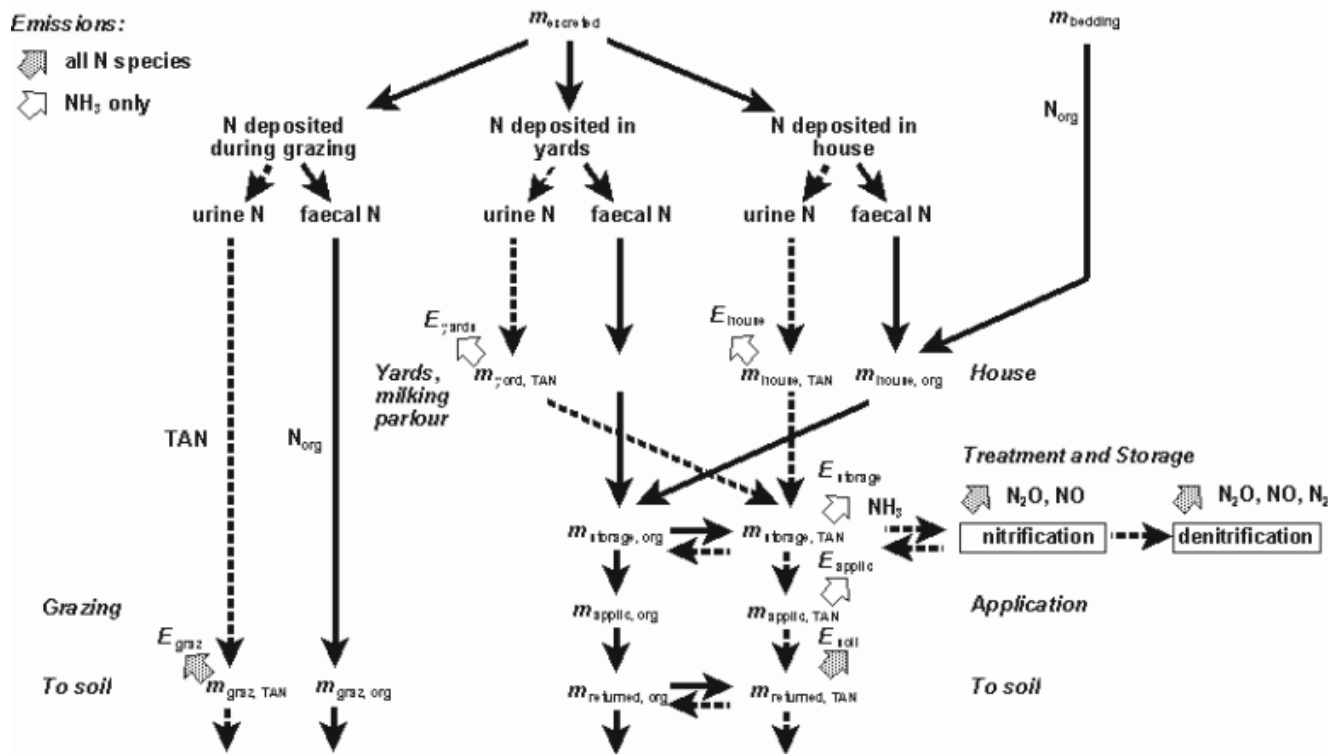 Emissions:
all N species
NH₃ only
m excreted
m bedding
N deposited
during grazing
N deposited in
yards
N deposited in
house
N org
urine N
faecal N
urine N
faecal N
urine N
faecal N
E yards
E house
Yards,
milking
parlour
m yard, TAN
m house, TAN
m house, org
House
TAN
N org
Treatment and Storage
E storage
NH₃
N₂O, NO
N₂O, NO, N₂
m storage, org
m storage, TAN
nitrification
denitrification
E applic
Grazing
m applic, org
m applic, TAN
Application
E graz
E soil
To soil
m graz, TAN
m graz, org
m returned, org
m returned, TAN
To soil